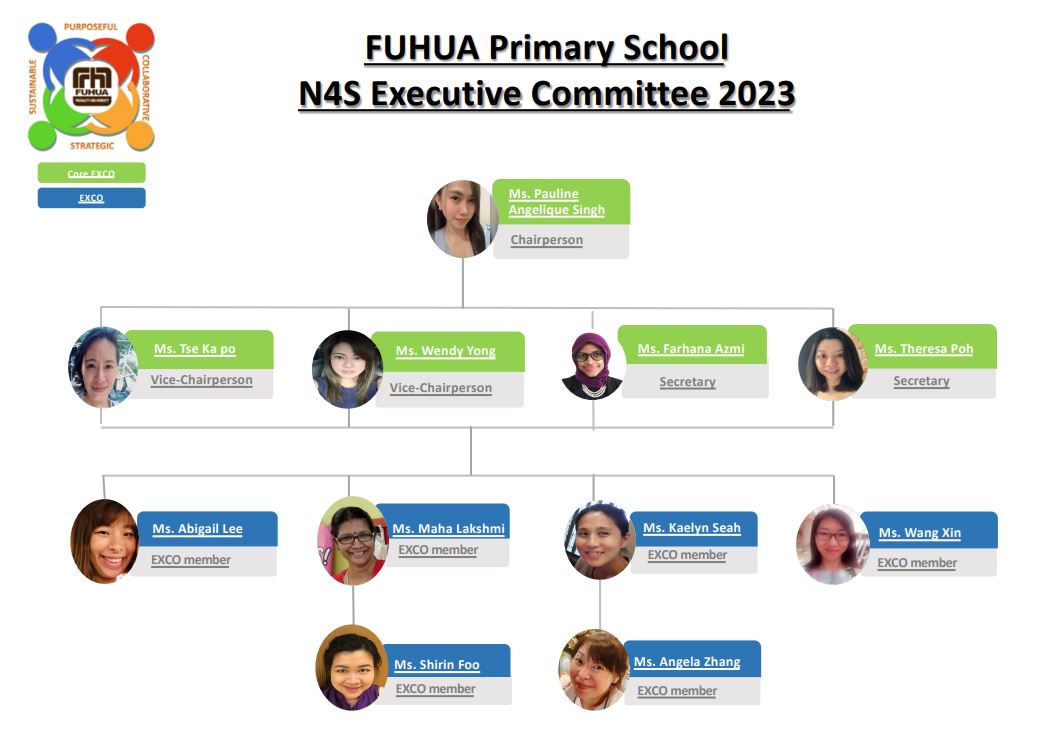 PURPOSEFUL
SUSTAINABLE
COLLABORATIVE
FUHUA
STRATEGIC
FUHUA Primary School
N4S Executive Committee 2023
Core EXCO
EXCO
Ms. Pauline
Angelique Singh
Chairperson
Ms. Tse Ka po
Vice-Chairperson
Ms. Wendy Yong
Vice-Chairperson
Ms. Farhana Azmi
Secretary
Ms. Theresa Poh
Secretary
Ms. Abigail Lee
EXCO member
Ms. Maha Lakshmi
EXCO member
Ms. Kaelyn Seah
EXCO member
Ms. Wang Xin
EXCO member
Ms. Shirin Foo
EXCO member
Ms. Angela Zhang
EXCO member